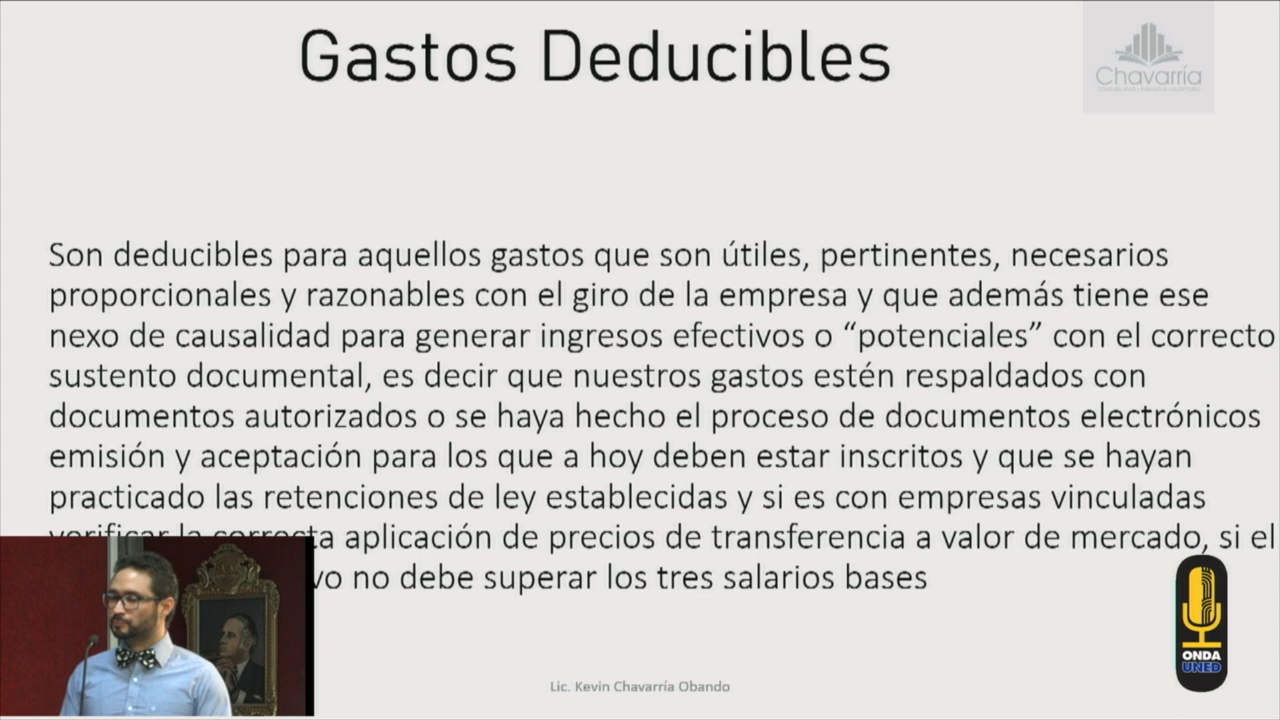 Gastos Deducibles
Chavarría
Son deducibles para aquellos gastos que son útiles, pertinentes, necesarios
proporcionales y razonables con el giro de la empresa y que además tiene ese
nexo de causalidad para generar ingresos efectivos o “potenciales” con el correcto
sustento documental, es decir que nuestros gastos estén respaldados con
documentos autorizados o se haya hecho el proceso de documentos electrónicos
emisión y aceptación para los que a hoy deben estar inscritos y que se hayan
practicado las retenciones de ley establecidas y si es con empresas vinculadas
verificar la correcta aplicación de precios de transferencia a valor de mercado, si el
vo no debe superar los tres salarios bases
ONDA
UNED
Lic. Kevin Chavarría Obando